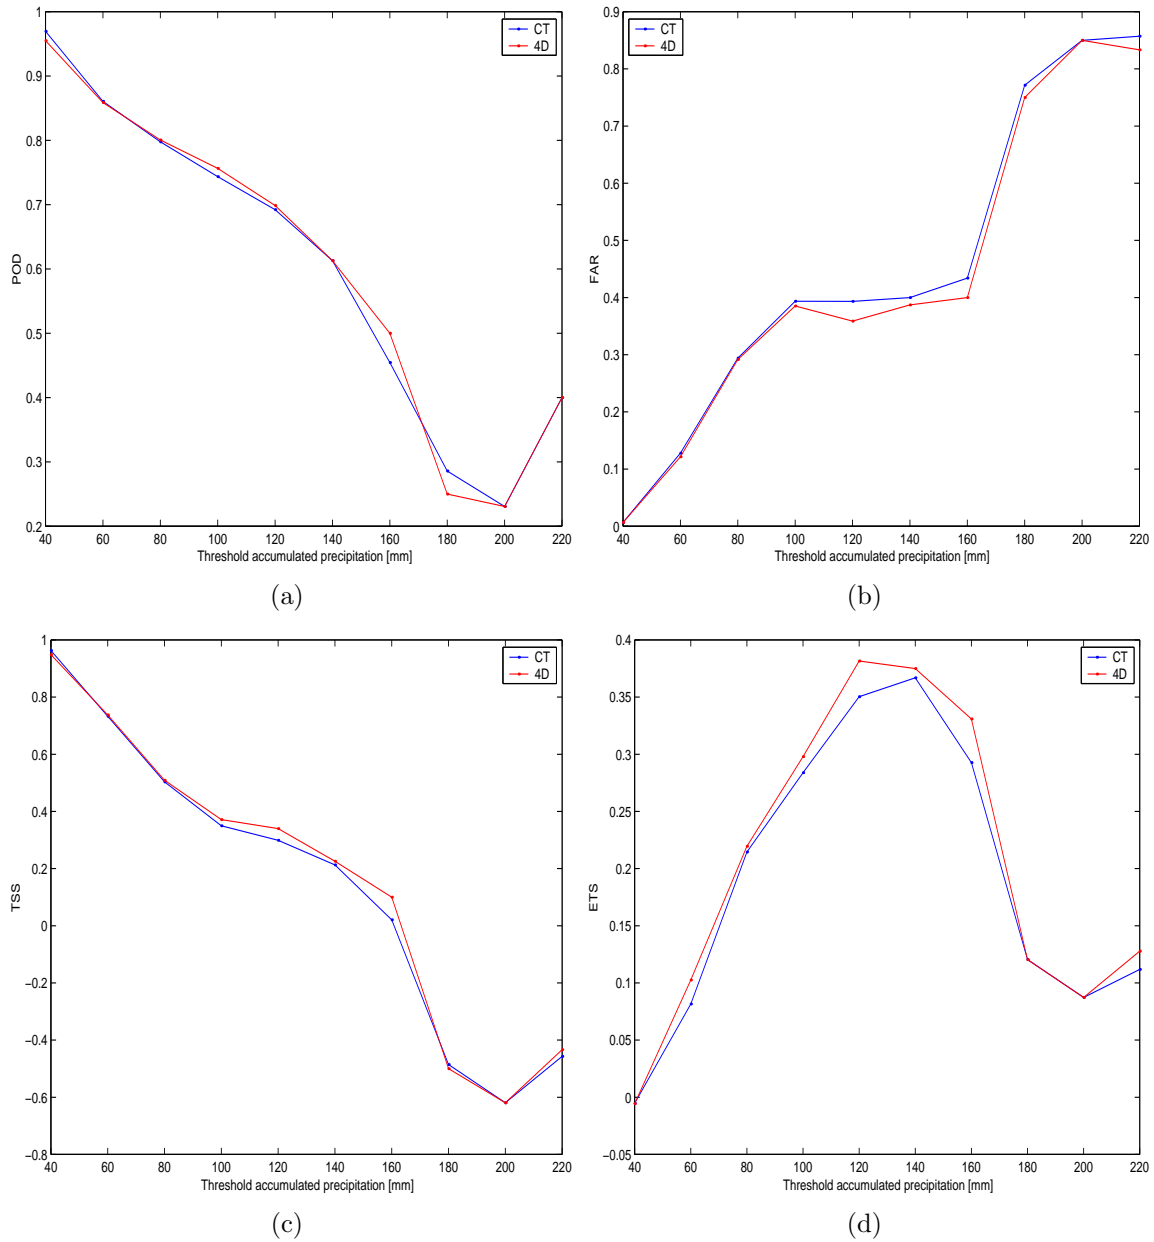 1
0.9
0.8
0.7
0.6
0.5
0.4
0.3
0.2
POD
CT
4D
40 60 80 100 120 140 160 180 200 220
Threshold accumulated precipitation [mm]
(a)
0.9
0.8
0.7
0.6
0.5
0.4
0.3
0.2
0.1
0
FAR
CT
4D
40 60 80 100 120 140 160 180 200 220
Threshold accumulated precipitation [mm]
(b)
1
0.8
0.6
0.4
0.2
0
−0.2
−0.4
−0.6
−0.8
TSS
CT
4D
40 60 80 100 120 140 160 180 200 220
Threshold accumulated precipitation [mm]
(c)
0.4
0.35
0.3
0.25
0.2
0.15
0.1
0.05
0
−0.05
ETS
CT
4D
40 60 80 100 120 140 160 180 200 220
Threshold accumulated precipitation [mm]
(d)